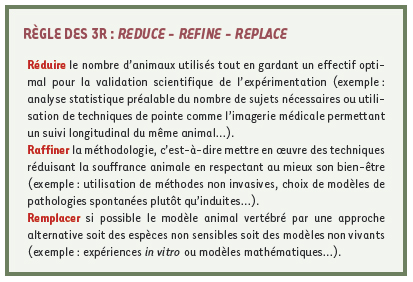 RÈGLE DES 3R : REDUCE - REFINE - REPLACE
Réduire le nombre d'animaux utilisés tout en gardant un effectif opti-
mal pour la validation scientifique de l'expérimentation (exemple :
analyse statistique préalable du nombre de sujets nécessaires ou utili-
sation de techniques de pointe comme l'imagerie médicale permettant
un suivi longitudinal du même animal...).
Raffiner la méthodologie, c'est-à-dire mettre en œuvre des techniques
réduisant la souffrance animale en respectant au mieux son bien-être
(exemple : utilisation de méthodes non invasives, choix de modèles de
pathologies spontanées plutôt qu'induites...).
Remplacer si possible le modèle animal vertébré par une approche
alternative soit des espèces non sensibles soit des modèles non vivants
(exemple : expériences in vitro ou modèles mathématiques...).